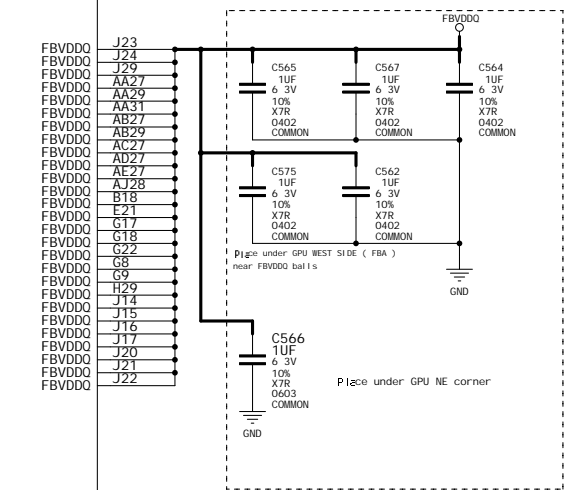 FBVDDQ
FBVDDQ J23
FBVDDQ J24
FBVDDQ J29
FBVDDQ AA27
FBVDDQ AA29
FBVDDQ AA31
FBVDDQ AB27
FBVDDQ AB29
FBVDDQ AC27
FBVDDQ AD27
FBVDDQ AE27
FBVDDQ AJ28
FBVDDQ B18
FBVDDQ E21
FBVDDQ G17
FBVDDQ G18
FBVDDQ G22
FBVDDQ G8
FBVDDQ G9
FBVDDQ H29
FBVDDQ J14
FBVDDQ J15
FBVDDQ J16
FBVDDQ J17
FBVDDQ J20
FBVDDQ J21
FBVDDQ J22
C565
1UF
6 3V
10%
X7R
0402
COMMON
C567
1UF
6 3V
10%
X7R
0402
COMMON
C564
1UF
6 3V
10%
X7R
0402
COMMON
C575
1UF
6 3V
10%
X7R
0402
COMMON
C562
1UF
6 3V
10%
X7R
0402
COMMON
Place under GPU WEST SIDE ( FBA )
near FBVDDQ balls
GND
C566
1UF
6 3V
10%
X7R
0603
COMMON
Place under GPU NE corner
GND